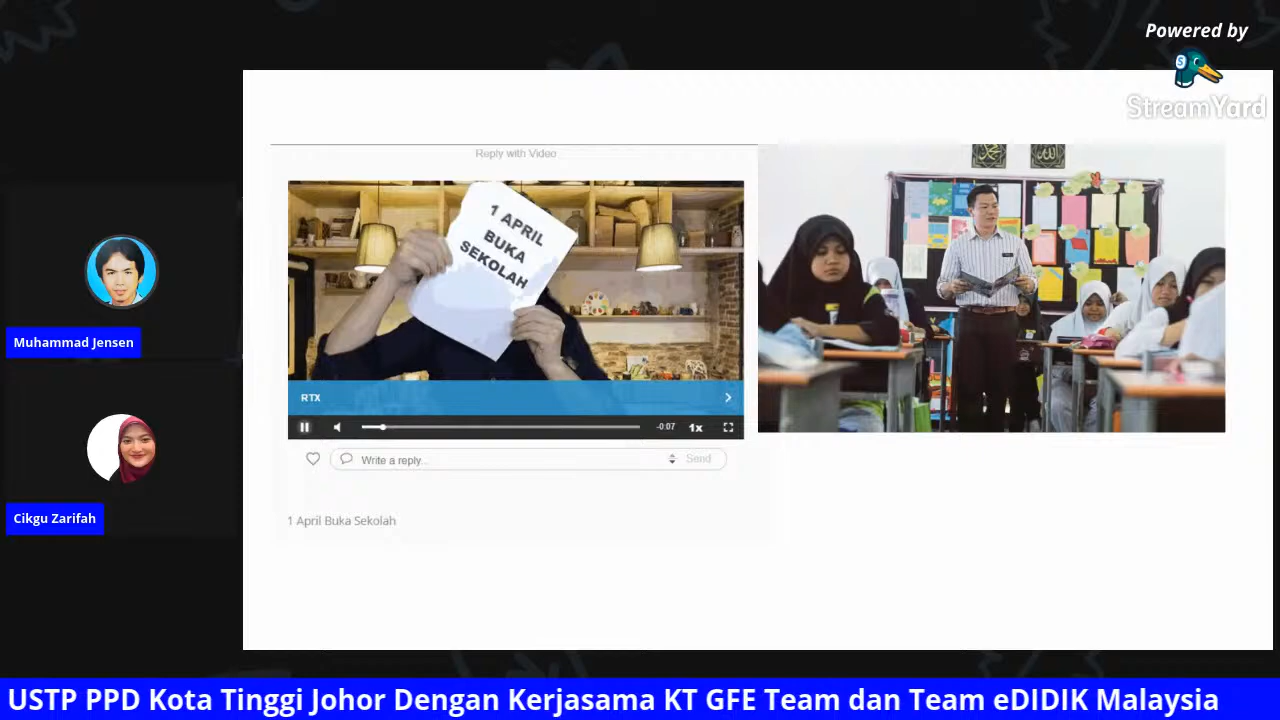 Powered by
StreamYard
Reply with Video
1 APRIL
BUKA
SEKOLAH
RTX
-0:07
1x
Write a reply...
Send
1 April Buka Sekolah
محمد
الله
Muhammad Jensen
Cikgu Zarifah
USTP PPD Kota Tinggi Johor Dengan Kerjasama KT GFE Team dan Team eDIDIK Malaysia